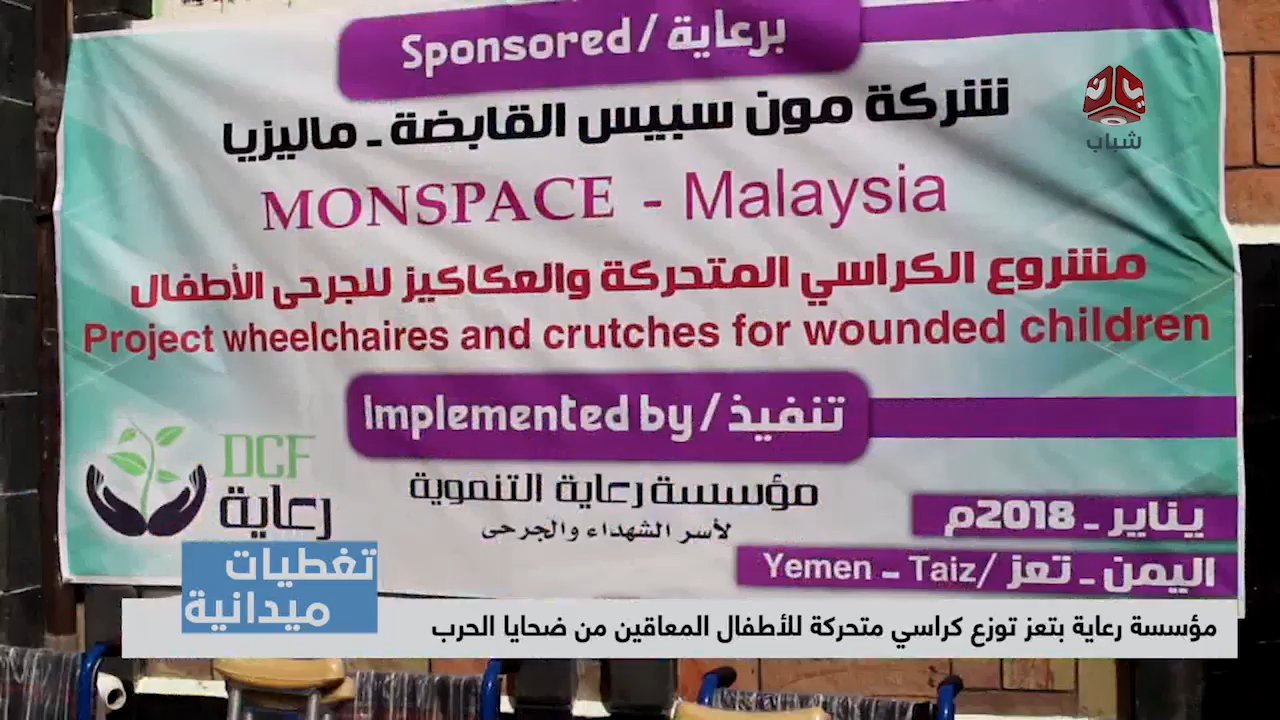 برعاية / Sponsored
شركة مون سبيس القابضة ـ ماليزيا
MONSPACE - Malaysia
مشروع الكراسي المتحركة والعكاكيز للجرحى الأطفال
Project wheelchaires and crutches for wounded children
تنفيذ / Implemented by
مؤسسة رعاية التنموية
لأسر الشهداء والجرحى
DCF
رعاية
يناير ـ 2018م
اليمن ـ تعز / Yemen - Taiz
يمن
شباب
تغطيات
ميدانية
مؤسسة رعاية بتعز توزع كراسي متحركة للأطفال المعاقين من ضحايا الحرب